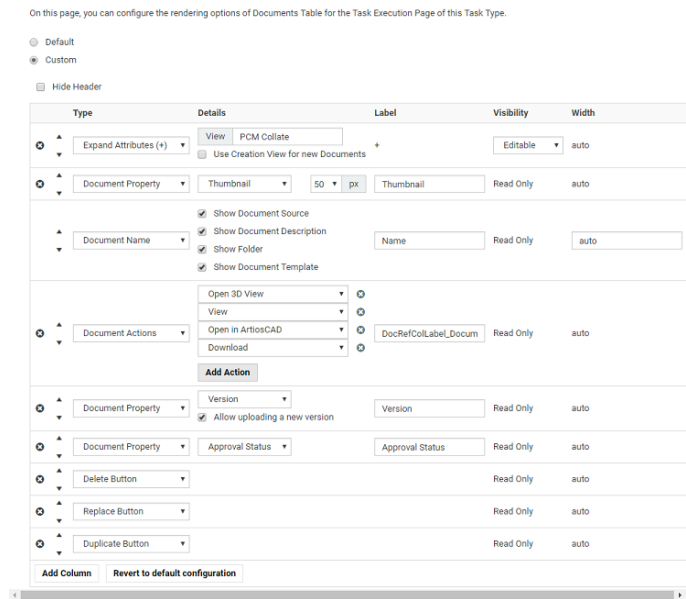 On this page, you can configure the rendering options of Documents Table for the Task Execution Page of this Task Type.
Default
Custom
Hide Header
Type Details Label Visibility Width
Expand Attributes (+) View PCM Collate + Editable auto
Use Creation View for new Documents
Document Property Thumbnail 50 px Thumbnail Read Only auto
Show Document Source
Show Document Description
Document Name Name Read Only auto
Show Folder
Show Document Template
Open 3D View
View
Document Actions Open in ArtiosCAD DocRefColLabel_Docum Read Only auto
Download
Add Action
Version
Document Property Version Read Only auto
Allow uploading a new version
Document Property Approval Status Approval Status Read Only auto
Delete Button Read Only auto
Replace Button Read Only auto
Duplicate Button Read Only auto
Add Column Revert to default configuration